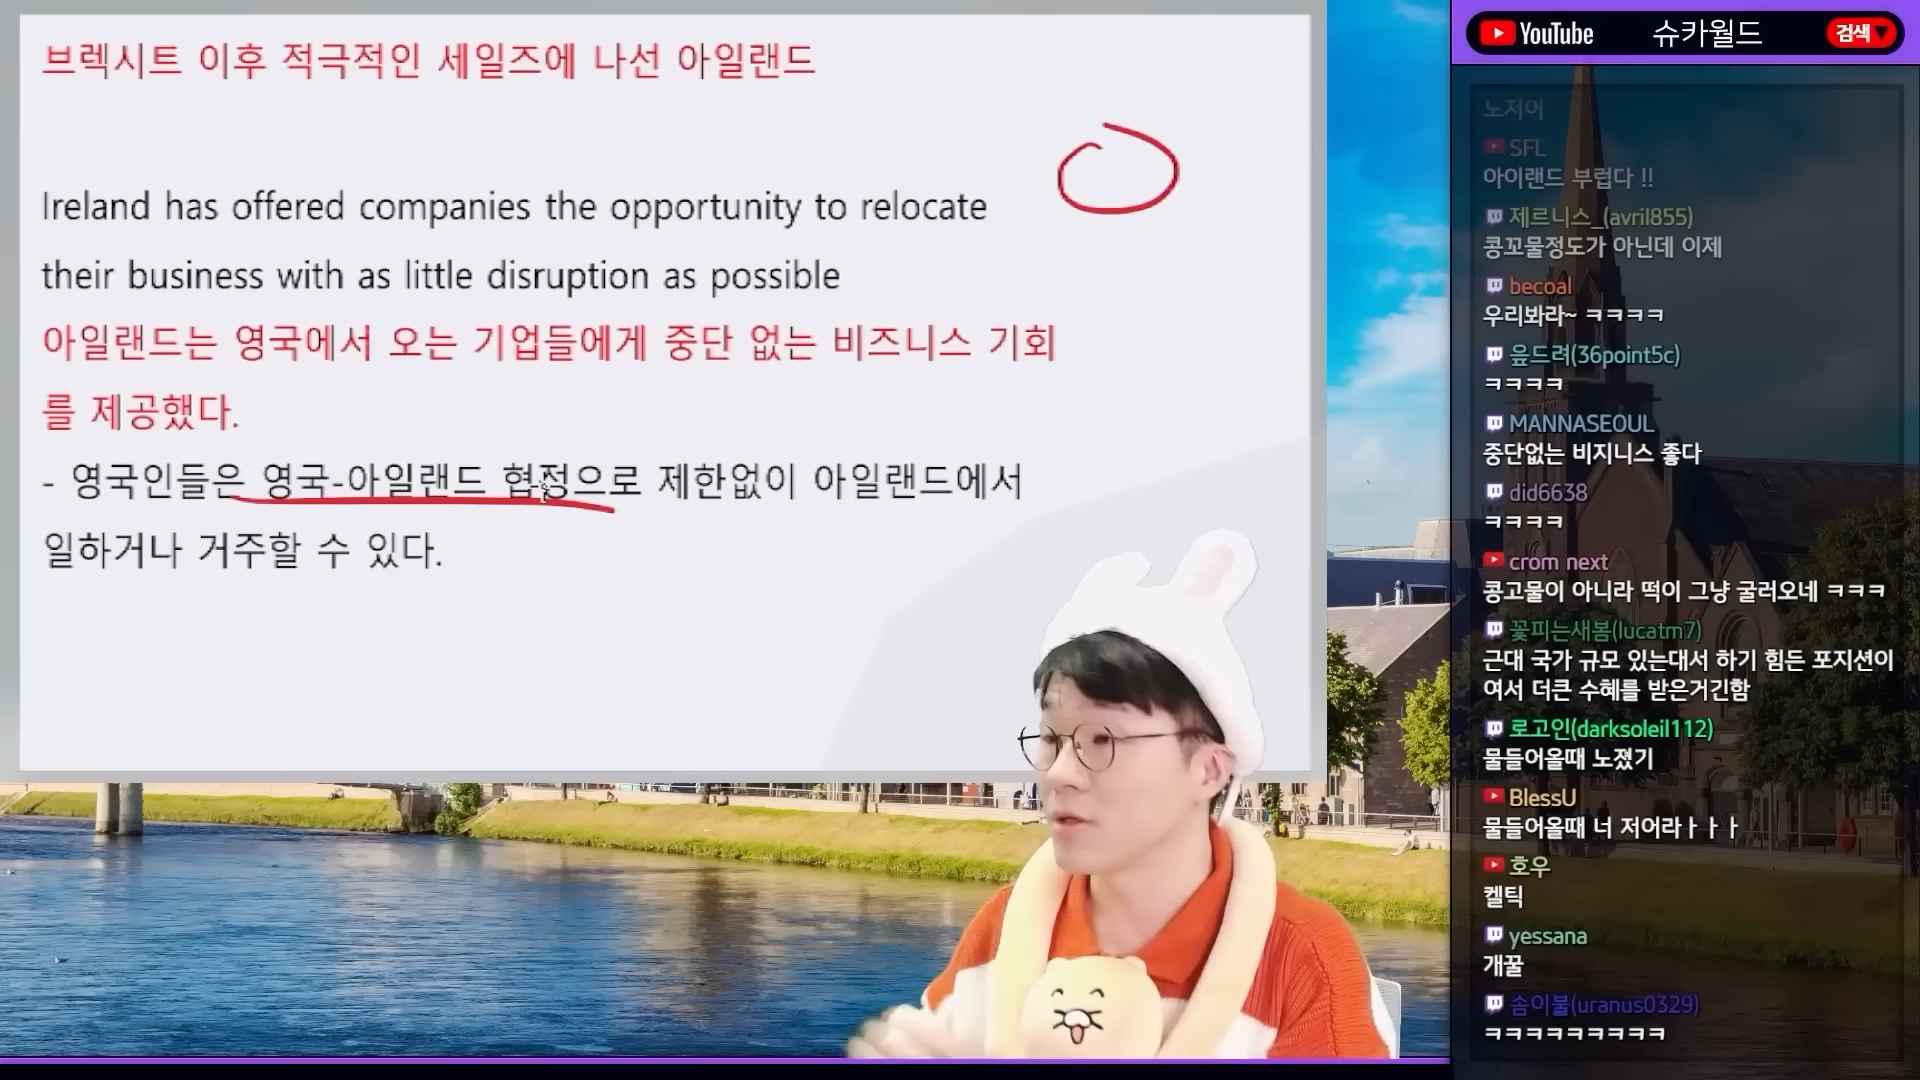 브렉시트 이후 적극적인 세일즈에 나선 아일랜드
Ireland has offered companies the opportunity to relocate
their business with as little disruption as possible
아일랜드는 영국에서 오는 기업들에게 중단 없는 비즈니스 기회
를 제공했다.
- 영국인들은 영국-아일랜드 협정으로 제한없이 아일랜드에서
일하거나 거주할 수 있다.
YouTube 슈카월드 검색
노저어
SFL
아이랜드 부럽다 !!
제르니스_(avril855)
콩꼬물정도가 아닌데 이제
becoal
우리봐라~ ㅋㅋㅋㅋ
읖드려(36point5c)
ㅋㅋㅋㅋ
MANNASEOUL
중단없는 비지니스 좋다
did6638
ㅋㅋㅋㅋ
crom next
콩고물이 아니라 떡이 그냥 굴러오네 ㅋㅋㅋ
꽃피는새봄(lucatm7)
근대 국가 규모 있는대서 하기 힘든 포지션이
여서 더큰 수혜를 받은거긴함
로고인(darksoleil112)
물들어올때 노졌기
BlessU
물들어올때 너 저어라ㅏㅏㅏ
호우
켈틱
yessana
개꿀
솜이불(uranus0329)
ㅋㅋㅋㅋㅋㅋㅋㅋㅋ